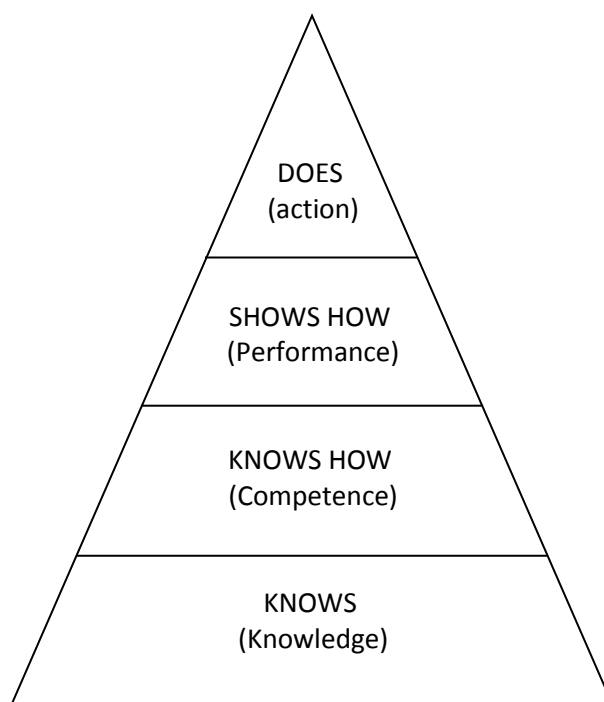 DOES
(action)
SHOWS HOW
(Performance)
KNOWS HOW
(Competence)
KNOWS
(Knowledge)